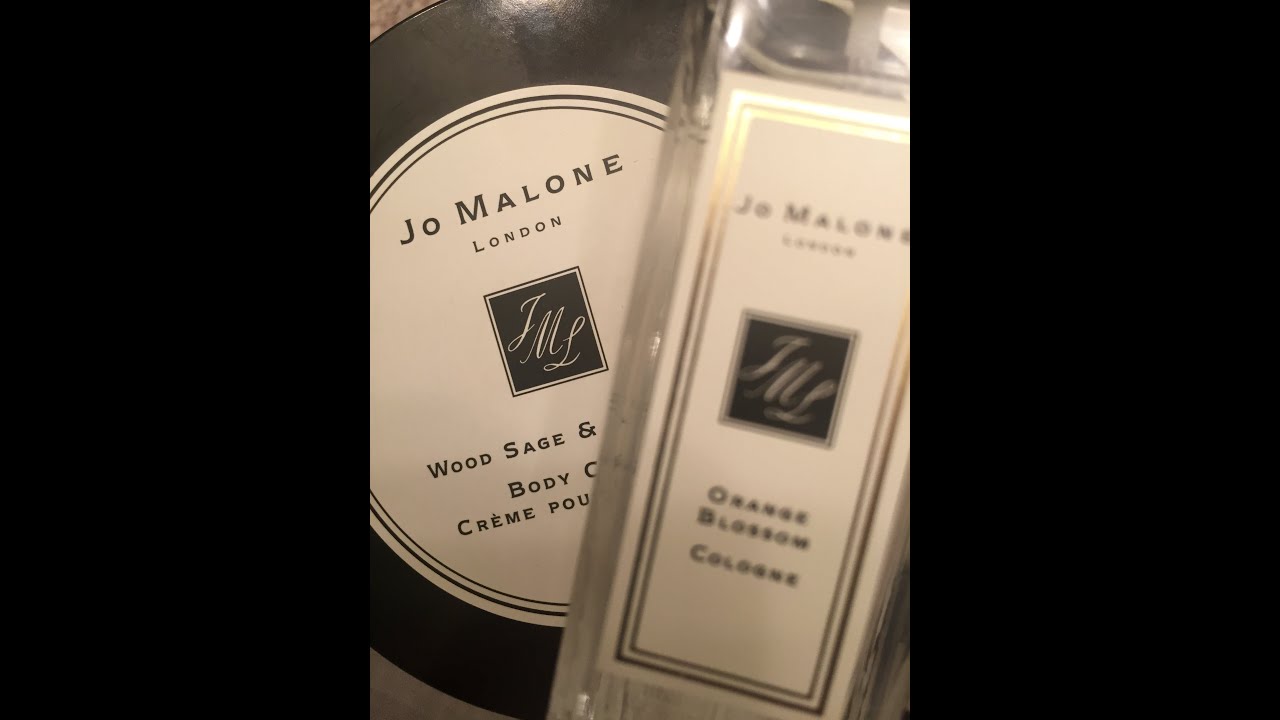 Jo Malone
London
JML
Wood Sage &
Body C
Crème pou
Jo Malone
London
JML
Orange
Blossom
Cologne